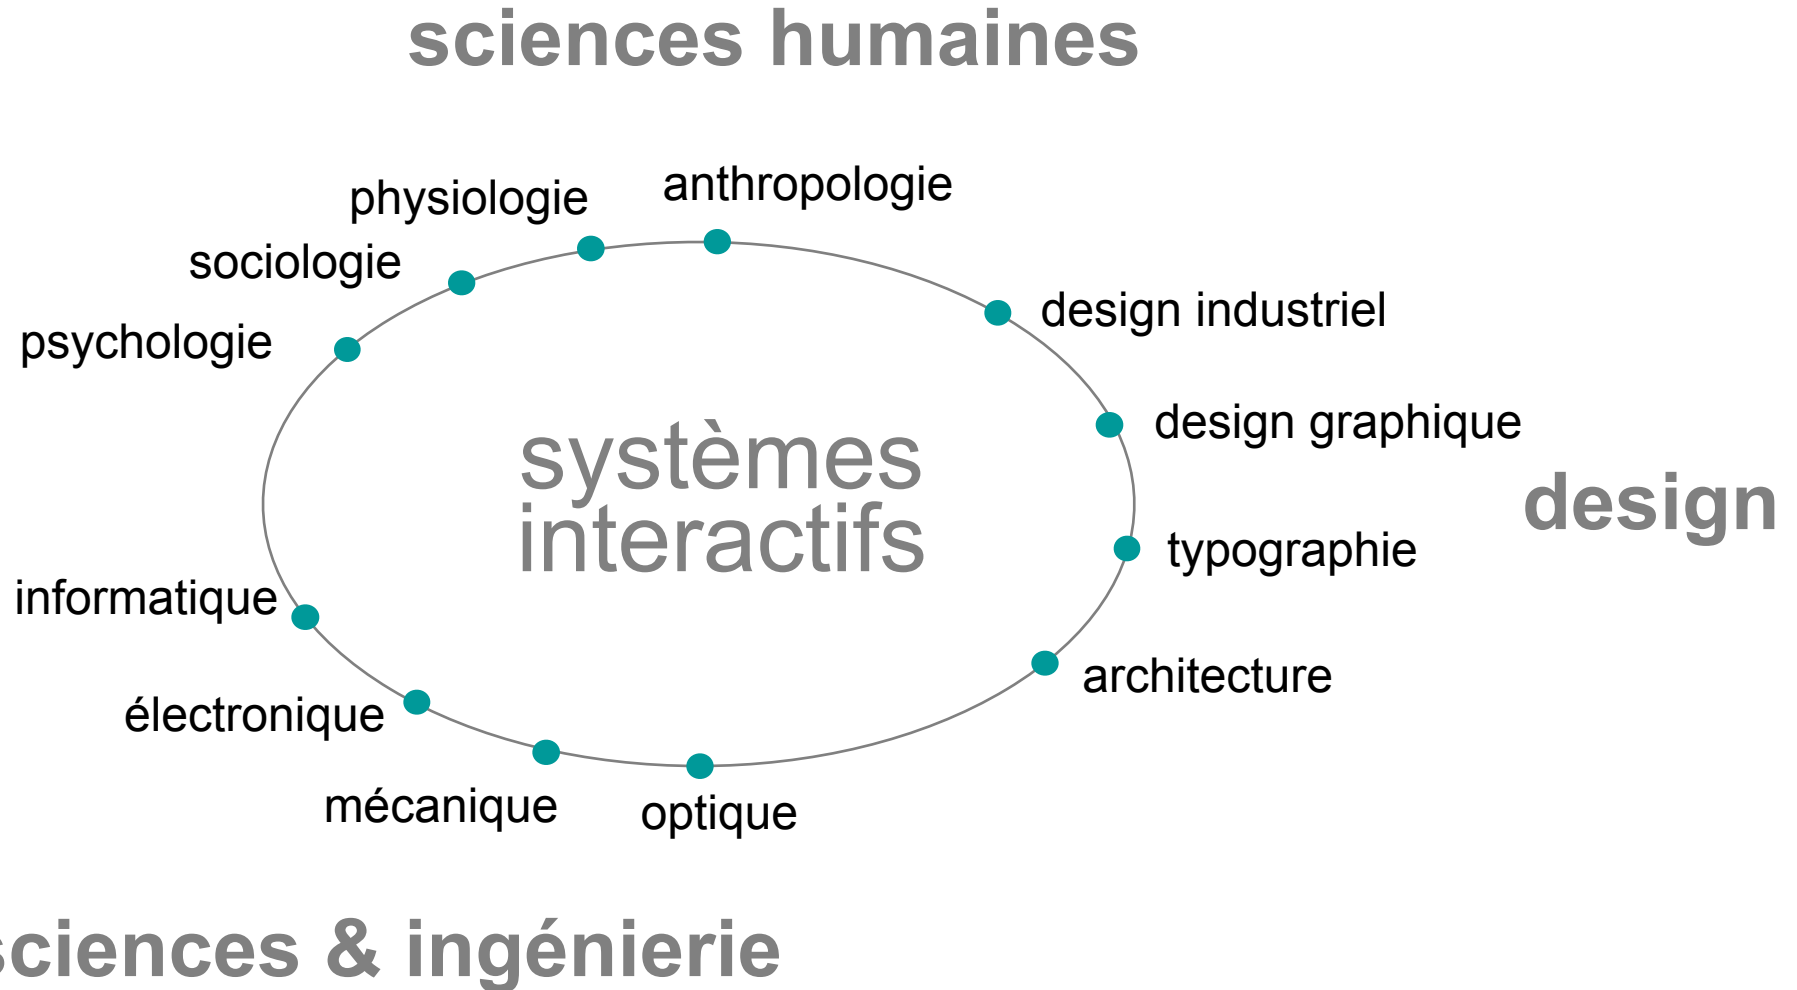 sciences humaines
physiologie
anthropologie
sociologie
psychologie
design industriel
design graphique
systèmes
interactifs
design
typographie
informatique
architecture
électronique
mécanique
optique
sciences & ingénierie